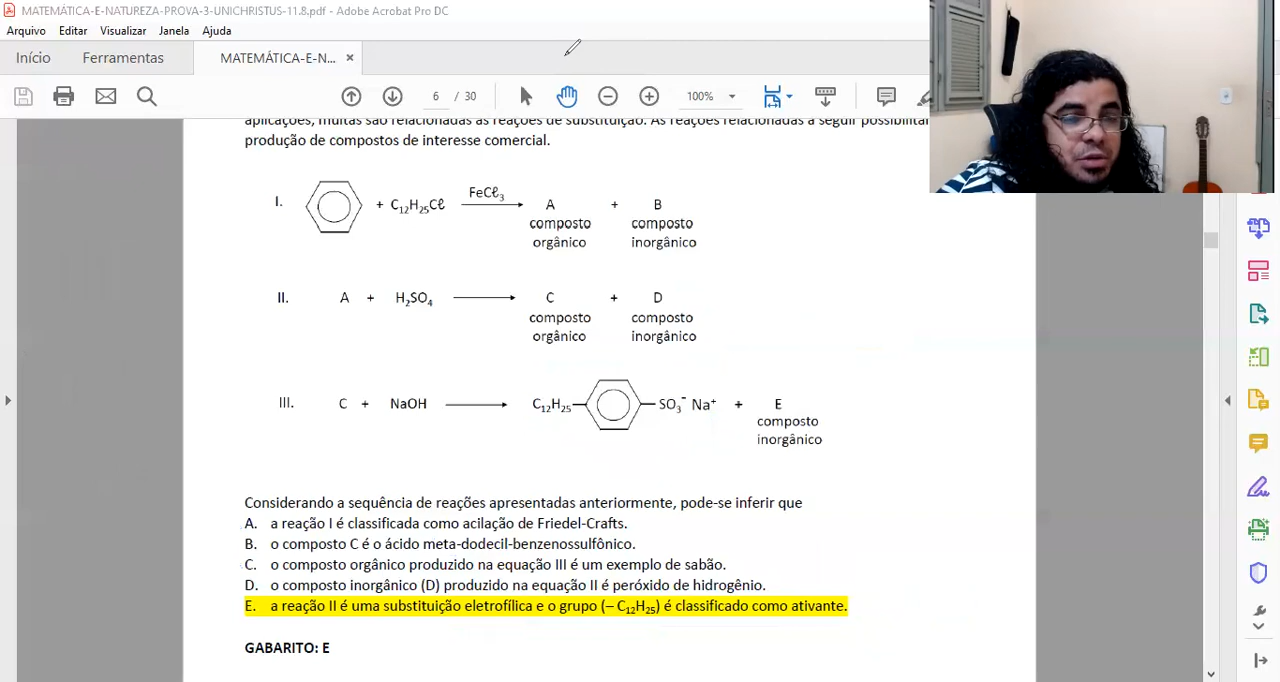 MATEMÁTICA-E-NATUREZA-PROVA-3-UNICHRISTUS-11.8.pdf - Adobe Acrobat Pro DC
Arquivo Editar Visualizar Janela Ajuda
Início Ferramentas MATEMÁTICA-E-N... ×
6 / 30 100%
aplicações, muitas são relacionadas às reações de substituição. As reações relacionadas a seguir possibilitar
produção de compostos de interesse comercial.
I. + C₁₂H₂₅Cℓ FeCℓ₃ A + B
composto composto
orgânico inorgânico
II. A + H₂SO₄ C + D
composto composto
orgânico inorgânico
III. C + NaOH C₁₂H₂₅ SO₃⁻ Na⁺ + E
composto
inorgânico
Considerando a sequência de reações apresentadas anteriormente, pode-se inferir que
A. a reação I é classificada como acilação de Friedel-Crafts.
B. o composto C é o ácido meta-dodecil-benzenossulfônico.
C. o composto orgânico produzido na equação III é um exemplo de sabão.
D. o composto inorgânico (D) produzido na equação II é peróxido de hidrogênio.
E. a reação II é uma substituição eletrofílica e o grupo (– C₁₂H₂₅) é classificado como ativante.
GABARITO: E